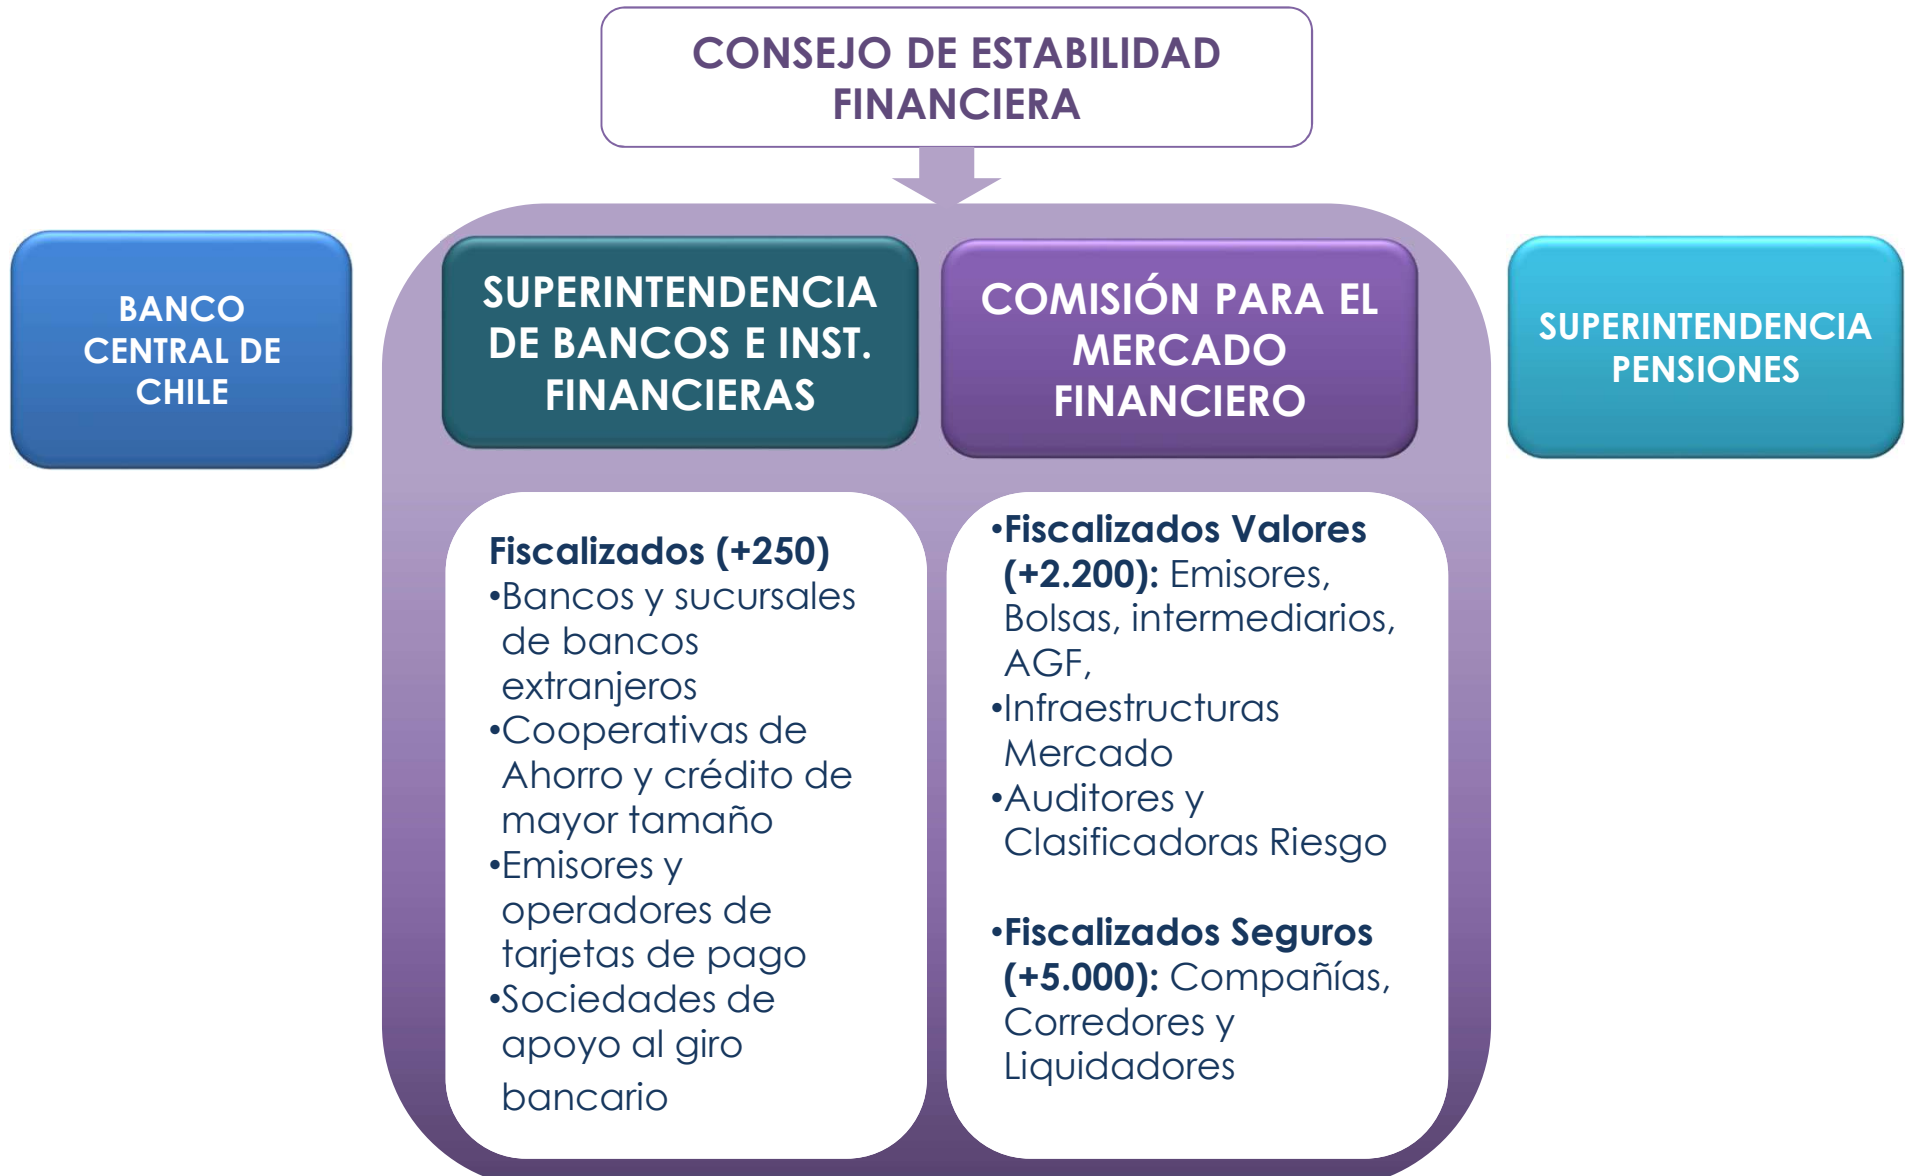 CONSEJO DE ESTABILIDAD
FINANCIERA
BANCO
CENTRAL DE
CHILE
SUPERINTENDENCIA
DE BANCOS E INST.
FINANCIERAS
COMISIÓN PARA EL
MERCADO
FINANCIERO
SUPERINTENDENCIA
PENSIONES
Fiscalizados (+250)
•Bancos y sucursales
de bancos
extranjeros
•Cooperativas de
Ahorro y crédito de
mayor tamaño
•Emisores y
operadores de
tarjetas de pago
•Sociedades de
apoyo al giro
bancario
•Fiscalizados Valores
(+2.200): Emisores,
Bolsas, intermediarios,
AGF,
•Infraestructuras
Mercado
•Auditores y
Clasificadoras Riesgo
•Fiscalizados Seguros
(+5.000): Compañías,
Corredores y
Liquidadores